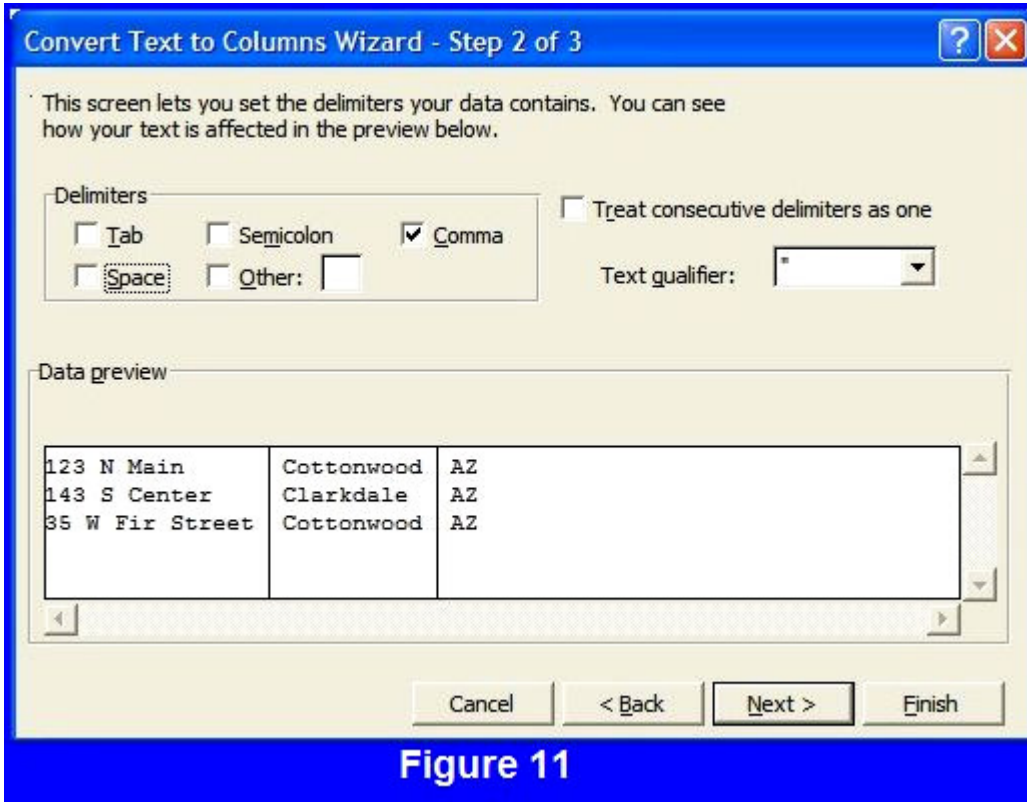 Convert Text to Columns Wizard - Step 2 of 3
?
This screen lets you set the delimiters your data contains. You can see
how your text is affected in the preview below.
Delimiters
Tab
Semicolon
Comma
Space
Other:
Treat consecutive delimiters as one
Text qualifier:
"
Data preview
123 N Main Cottonwood AZ
143 S Center Clarkdale AZ
35 W Fir Street Cottonwood AZ
Cancel
< Back
Next >
Finish
Figure 11